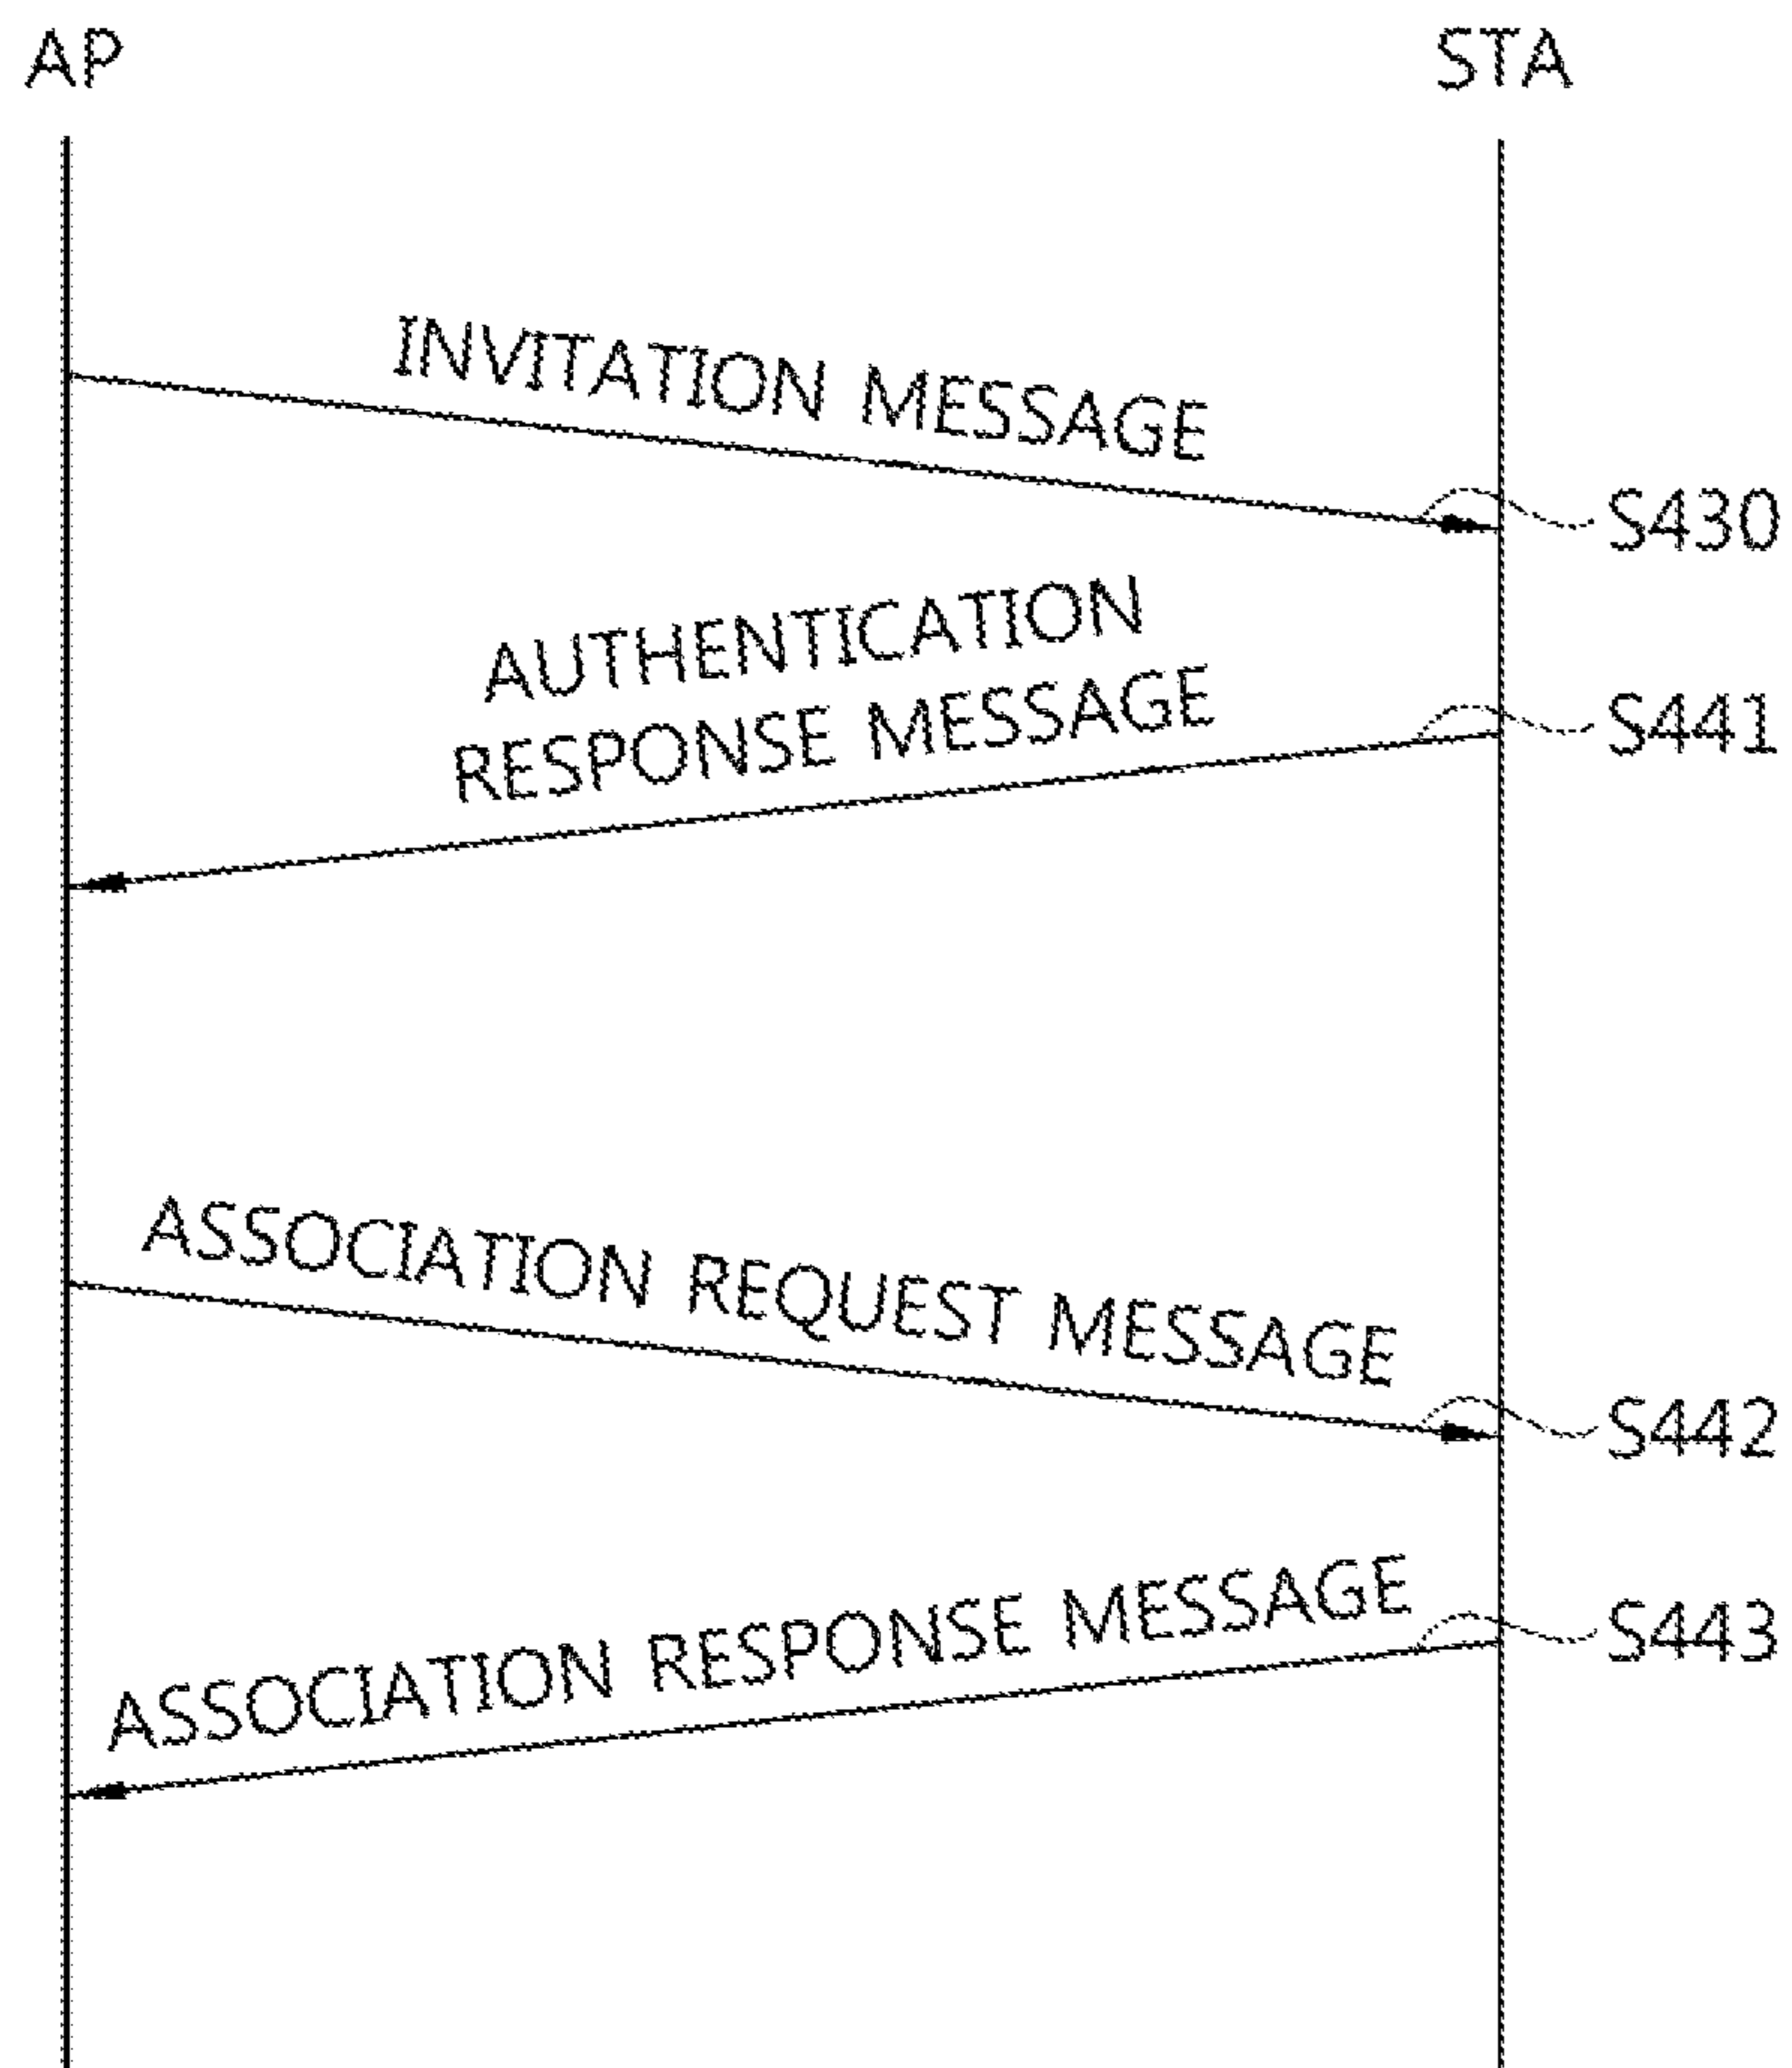 AP
STA
INVITATION MESSAGE
S430
AUTHENTICATION
RESPONSE MESSAGE
S441
ASSOCIATION REQUEST MESSAGE
S442
ASSOCIATION RESPONSE MESSAGE
S443